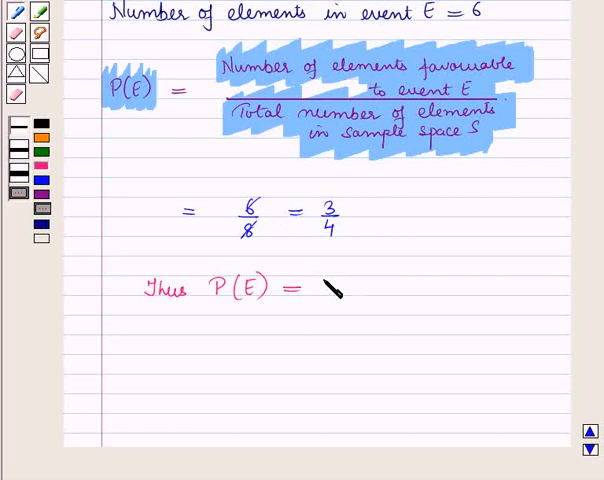 Number of elements in event E = 6
P(E) = Number of elements favourable
to event E
Total number of elements
in sample space S
= 6/8 = 3/4
Thus P(E) =